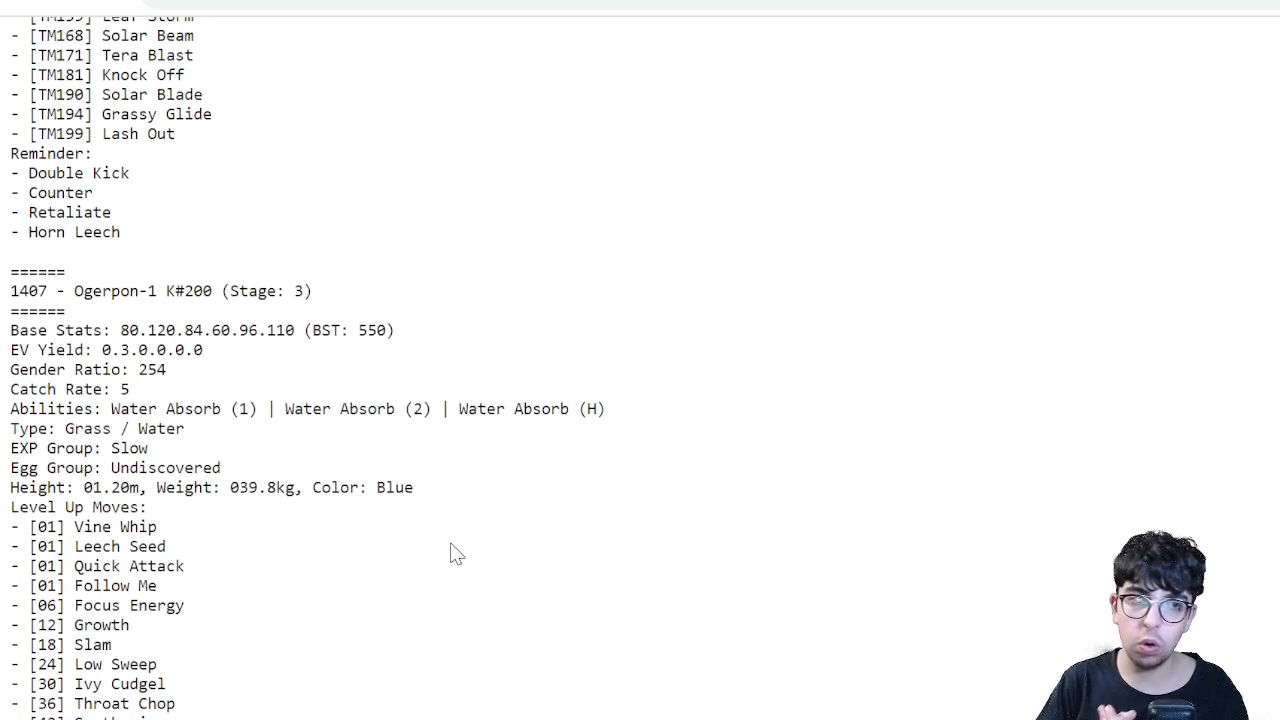 - [TM159] Leaf Storm
- [TM168] Solar Beam
- [TM171] Tera Blast
- [TM181] Knock Off
- [TM190] Solar Blade
- [TM194] Grassy Glide
- [TM199] Lash Out
Reminder:
- Double Kick
- Counter
- Retaliate
- Horn Leech
======
1407 - Ogerpon-1 K#200 (Stage: 3)
======
Base Stats: 80.120.84.60.96.110 (BST: 550)
EV Yield: 0.3.0.0.0.0
Gender Ratio: 254
Catch Rate: 5
Abilities: Water Absorb (1) | Water Absorb (2) | Water Absorb (H)
Type: Grass / Water
EXP Group: Slow
Egg Group: Undiscovered
Height: 01.20m, Weight: 039.8kg, Color: Blue
Level Up Moves:
- [01] Vine Whip
- [01] Leech Seed
- [01] Quick Attack
- [01] Follow Me
- [06] Focus Energy
- [12] Growth
- [18] Slam
- [24] Low Sweep
- [30] Ivy Cudgel
- [36] Throat Chop